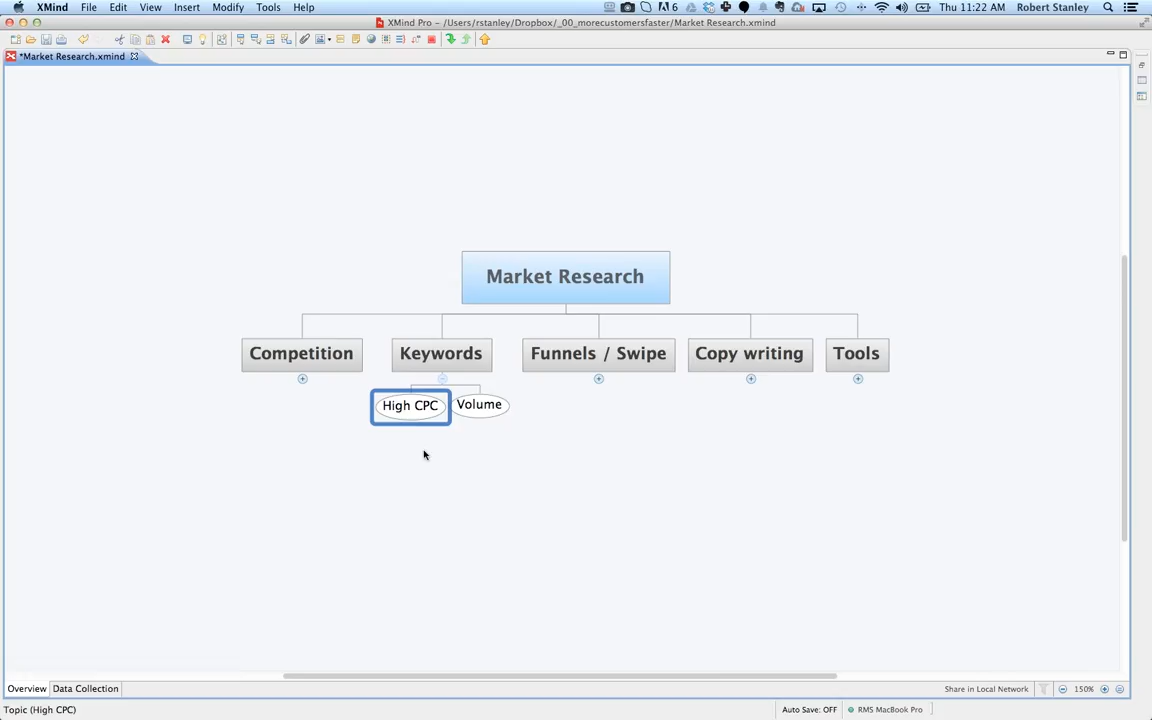 XMind File Edit View Insert Modify Tools Help 6 Thu 11:22 AM Robert Stanley
XMind Pro - /Users/rstanley/Dropbox/_00_morecustomersfaster/Market Research.xmind
*Market Research.xmind
Market Research
Competition Keywords Funnels / Swipe Copy writing Tools
High CPC Volume
Overview Data Collection Share in Local Network 150%
Topic (High CPC) Auto Save: OFF RMS MacBook Pro